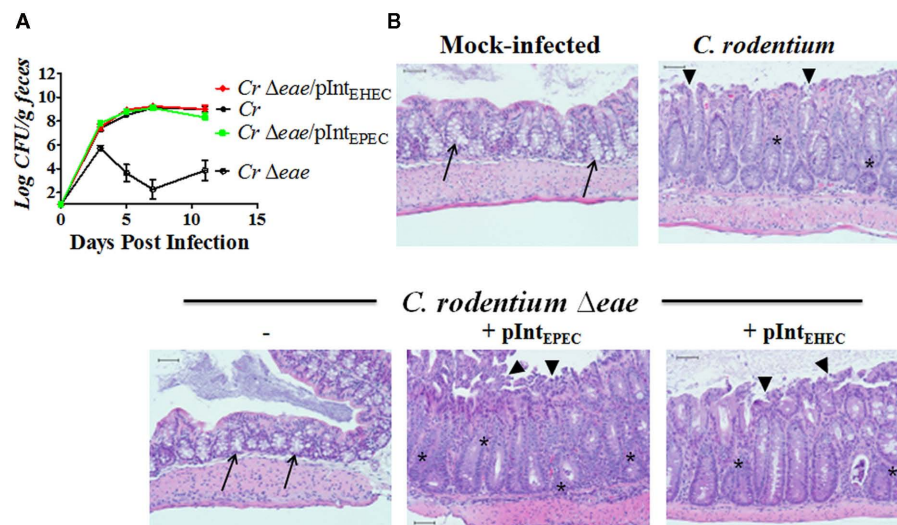 A
B
Log CFU/g feces
12
10
8
6
4
2
0
5
10
15
Days Post Infection
Cr Δeae/pIntEHEC
Cr
Cr Δeae/pIntEPEC
Cr Δeae
Mock-infected
C. rodentium
*
*
C. rodentium Δeae
-
+ pIntEPEC
+ pIntEHEC
*
*
*
*
*
*